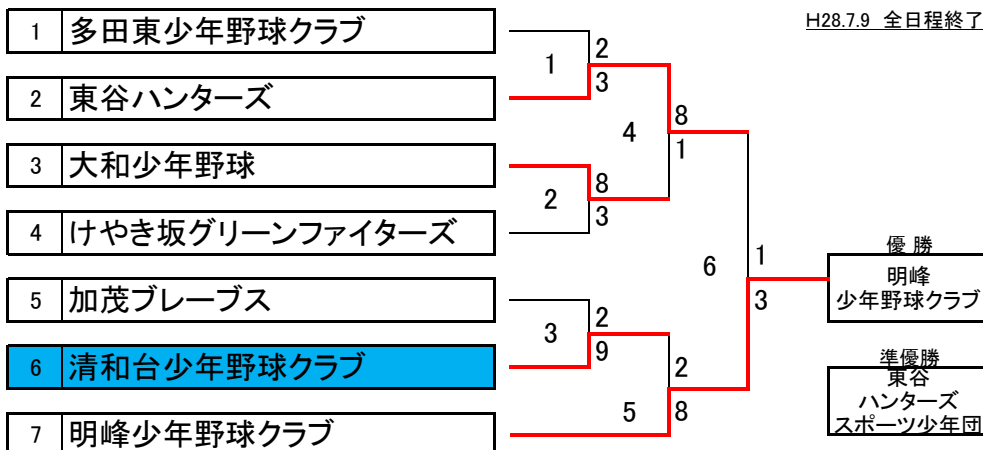 H28.7.9 全日程終了
1 多田東少年野球クラブ
2 東谷ハンターズ
3 大和少年野球
4 けやき坂グリーンファイターズ
5 加茂ブレーブス
6 清和台少年野球クラブ
7 明峰少年野球クラブ
1
2
3
2
8
3
3
2
9
4
8
1
5
2
8
6
1
3
優 勝
明峰
少年野球クラブ
準優勝
東谷
ハンターズ
スポーツ少年団